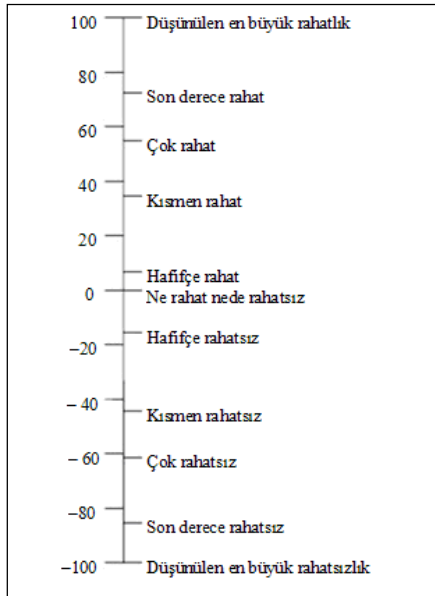 100 Düşünülen en büyük rahatlık
80
Son derece rahat
60
Çok rahat
40
Kısmen rahat
20
Hafifçe rahat
0 Ne rahat nede rahatsız
Hafifçe rahatsız
–20
– 40
Kısmen rahatsız
– 60
Çok rahatsız
–80
Son derece rahatsız
–100 Düşünülen en büyük rahatsızlık